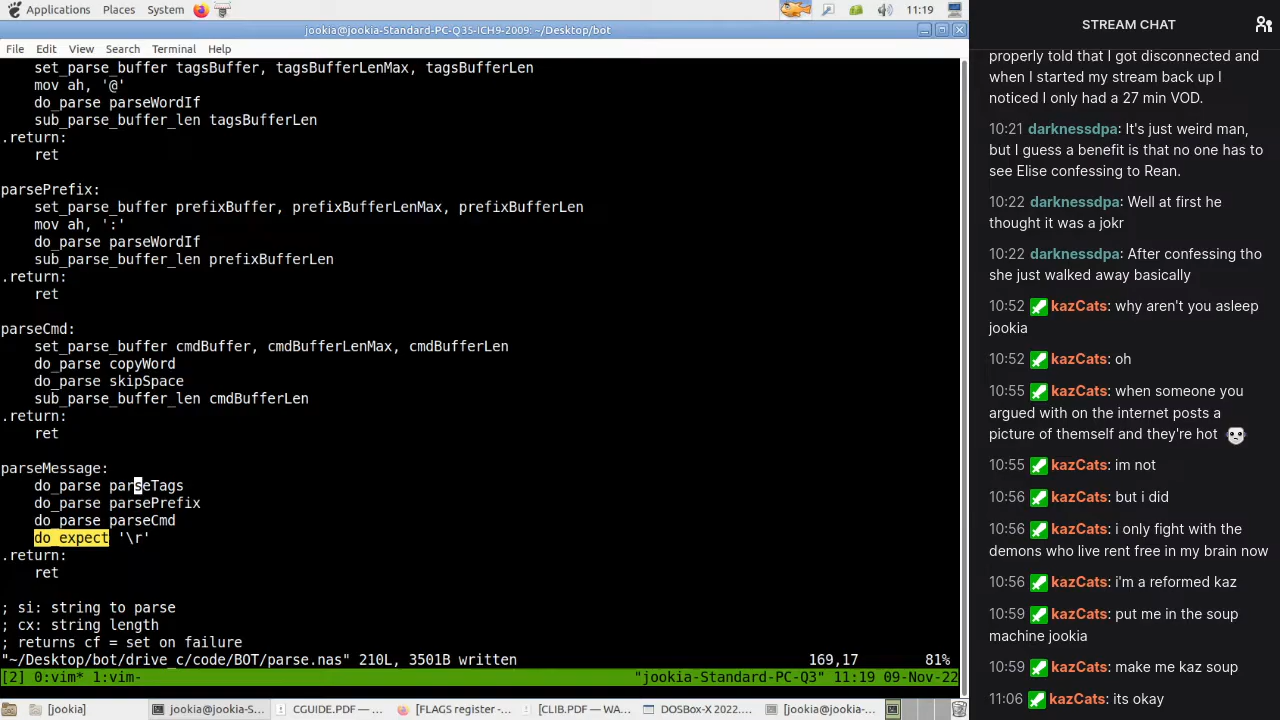 Applications Places System 11:19
jookia@jookia-Standard-PC-Q35-ICH9-2009: ~/Desktop/bot
File Edit View Search Terminal Help
set_parse_buffer tagsBuffer, tagsBufferLenMax, tagsBufferLen
mov ah, '@'
do_parse parseWordIf
sub_parse_buffer_len tagsBufferLen
.return:
ret
parsePrefix:
set_parse_buffer prefixBuffer, prefixBufferLenMax, prefixBufferLen
mov ah, ':'
do_parse parseWordIf
sub_parse_buffer_len prefixBufferLen
.return:
ret
parseCmd:
set_parse_buffer cmdBuffer, cmdBufferLenMax, cmdBufferLen
do_parse copyWord
do_parse skipSpace
sub_parse_buffer_len cmdBufferLen
.return:
ret
parseMessage:
do_parse parseTags
do_parse parsePrefix
do_parse parseCmd
do_expect '\r'
.return:
ret
; si: string to parse
; cx: string length
; returns cf = set on failure
"~/Desktop/bot/drive_c/code/BOT/parse.nas" 210L, 3501B written 169,17 81%
[2] 0:vim* 1:vim- "jookia-Standard-PC-Q3" 11:19 09-Nov-22
[jookia] jookia@jookia-S... CGUIDE.PDF — ... [FLAGS register -... [CLIB.PDF — WA... DOSBox-X 2022.... [jookia@jookia-...
STREAM CHAT
properly told that I got disconnected and
when I started my stream back up I
noticed I only had a 27 min VOD.
10:21 darknessdpa: It's just weird man,
but I guess a benefit is that no one has to
see Elise confessing to Rean.
10:22 darknessdpa: Well at first he
thought it was a jokr
10:22 darknessdpa: After confessing tho
she just walked away basically
10:52 kazCats: why aren't you asleep
jookia
10:52 kazCats: oh
10:55 kazCats: when someone you
argued with on the internet posts a
picture of themself and they're hot
10:55 kazCats: im not
10:56 kazCats: but i did
10:56 kazCats: i only fight with the
demons who live rent free in my brain now
10:56 kazCats: i'm a reformed kaz
10:59 kazCats: put me in the soup
machine jookia
10:59 kazCats: make me kaz soup
11:06 kazCats: its okay